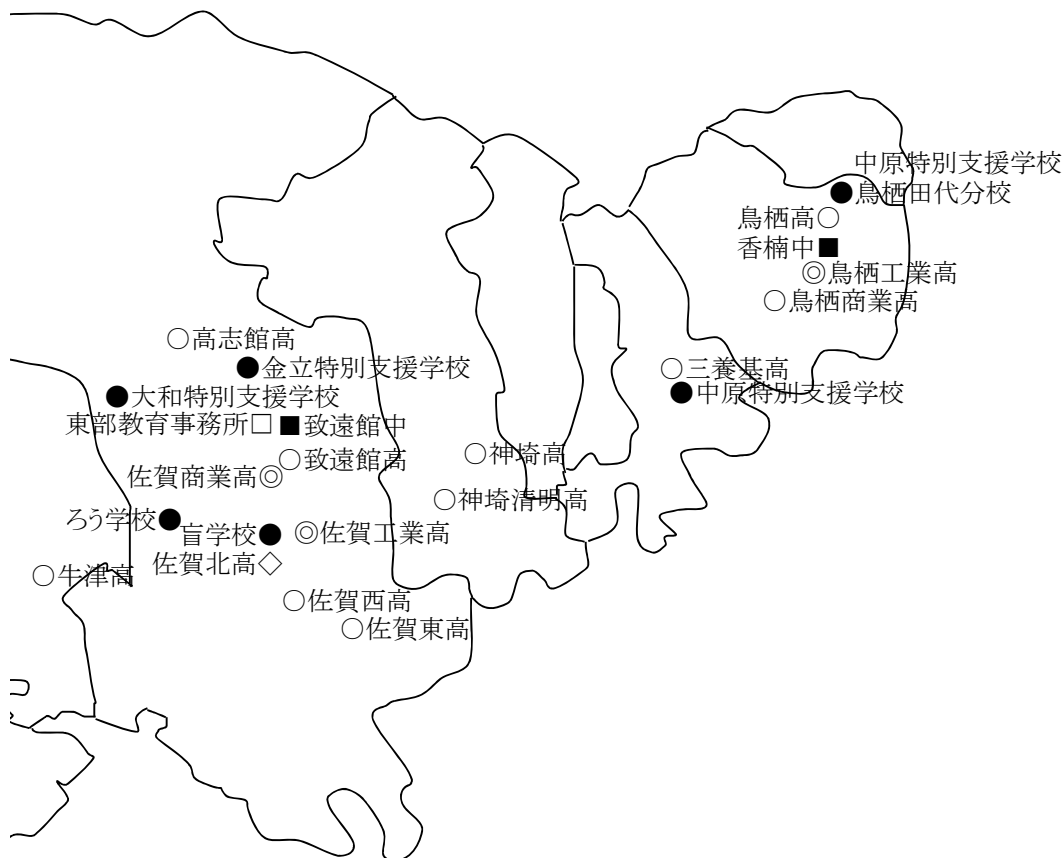 中原特別支援学校
●鳥栖田代分校
鳥栖高○
香楠中■
◎鳥栖工業高
○鳥栖商業高
○高志館高
●金立特別支援学校
○三養基高
●大和特別支援学校
●中原特別支援学校
東部教育事務所□
■致遠館中
○神埼高
○致遠館高
佐賀商業高◎
○神埼清明高
ろう学校●
盲学校●
◎佐賀工業高
佐賀北高◇
○牛津高
○佐賀西高
○佐賀東高